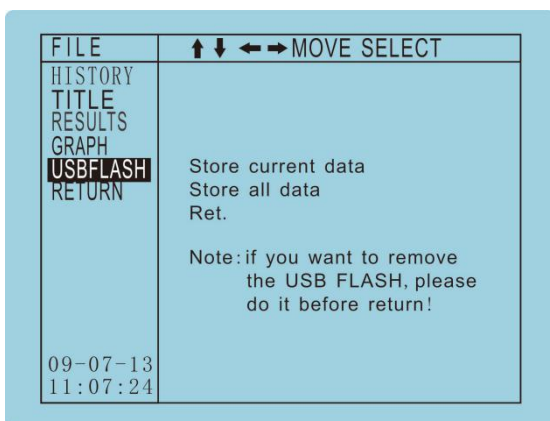 FILE
↑ ↓ ← → MOVE SELECT
HISTORY
TITLE
RESULTS
GRAPH
USBFLASH
RETURN
Store current data
Store all data
Ret.
Note: if you want to remove
the USB FLASH, please
do it before return!
09-07-13
11:07:24